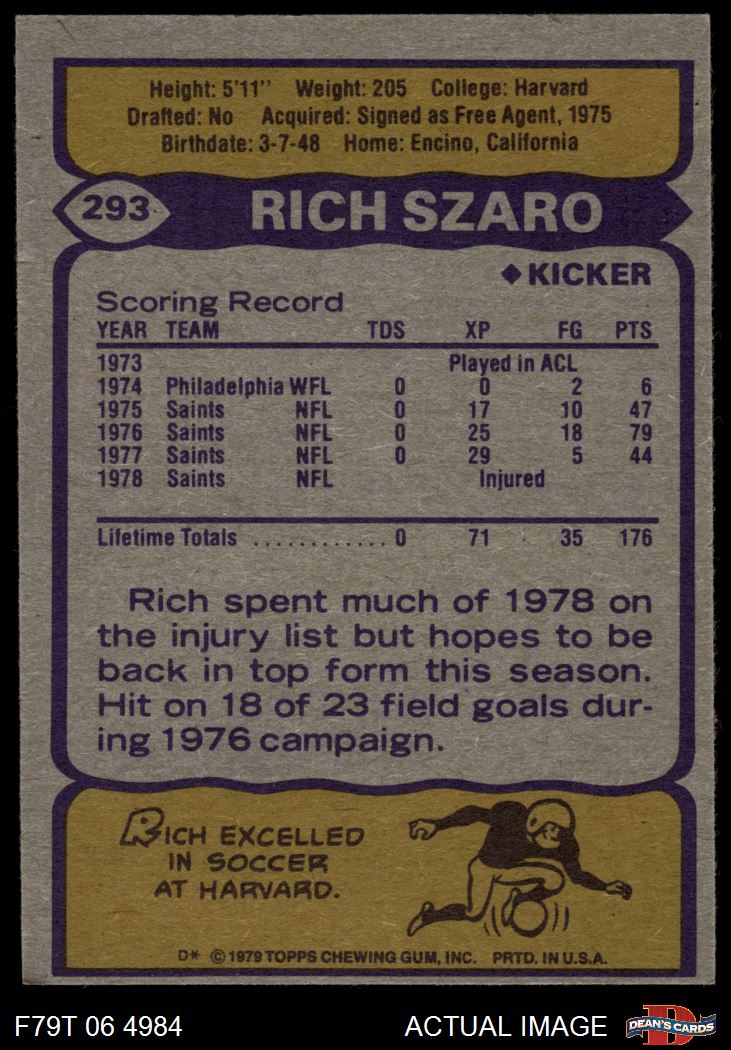 Height: 5'11'' Weight: 205 College: Harvard
Drafted: No Acquired: Signed as Free Agent, 1975
Birthdate: 3-7-48 Home: Encino, California
293
RICH SZARO
◆KICKER
Scoring Record
YEAR TEAM TDS XP FG PTS
1973 Played in ACL
1974 Philadelphia WFL 0 0 2 6
1975 Saints NFL 0 17 10 47
1976 Saints NFL 0 25 18 79
1977 Saints NFL 0 29 5 44
1978 Saints NFL Injured
Lifetime Totals ............0 71 35 176
Rich spent much of 1978 on
the injury list but hopes to be
back in top form this season.
Hit on 18 of 23 field goals dur-
ing 1976 campaign.
RICH EXCELLED
IN SOCCER
AT HARVARD.
D* ©1979 TOPPS CHEWING GUM, INC. PRTD. IN U.S.A.
F79T 06 4984 ACTUAL IMAGE
D
DEAN'S CARDS